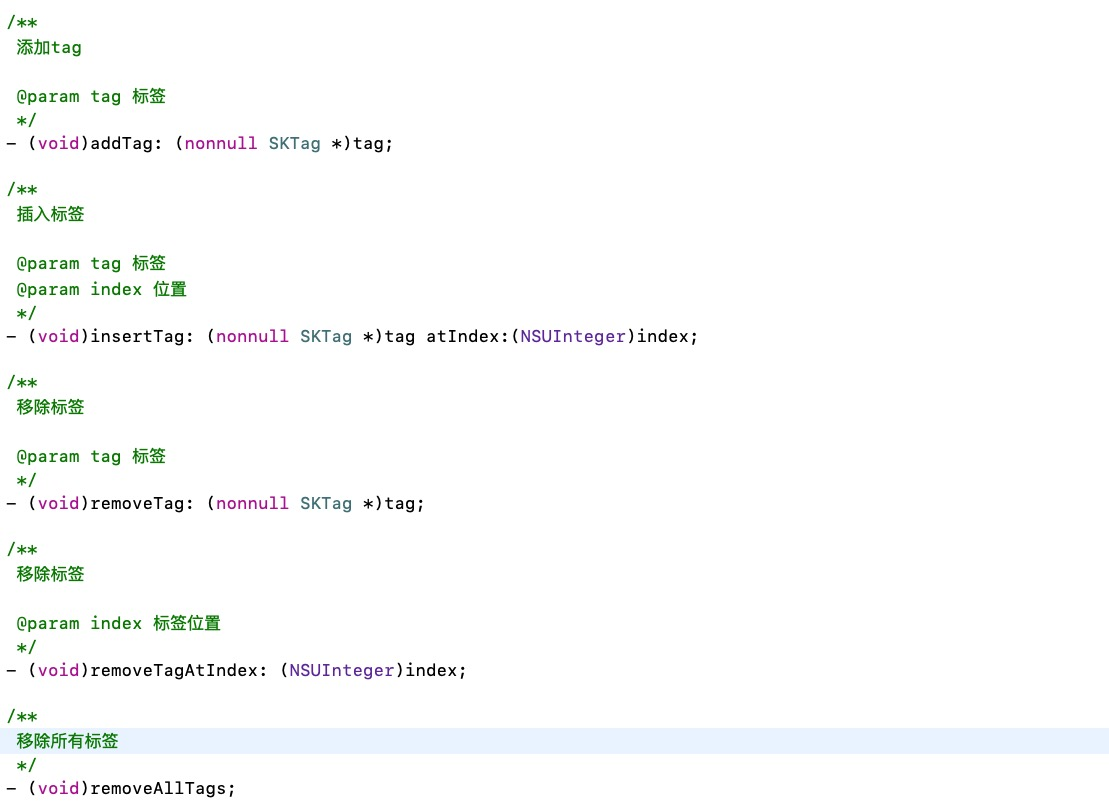 /**
添加tag
@param tag 标签
*/
- (void)addTag: (nonnull SKTag *)tag;
/**
插入标签
@param tag 标签
@param index 位置
*/
- (void)insertTag: (nonnull SKTag *)tag atIndex:(NSUInteger)index;
/**
移除标签
@param tag 标签
*/
- (void)removeTag: (nonnull SKTag *)tag;
/**
移除标签
@param index 标签位置
*/
- (void)removeTagAtIndex: (NSUInteger)index;
/**
移除所有标签
*/
- (void)removeAllTags;